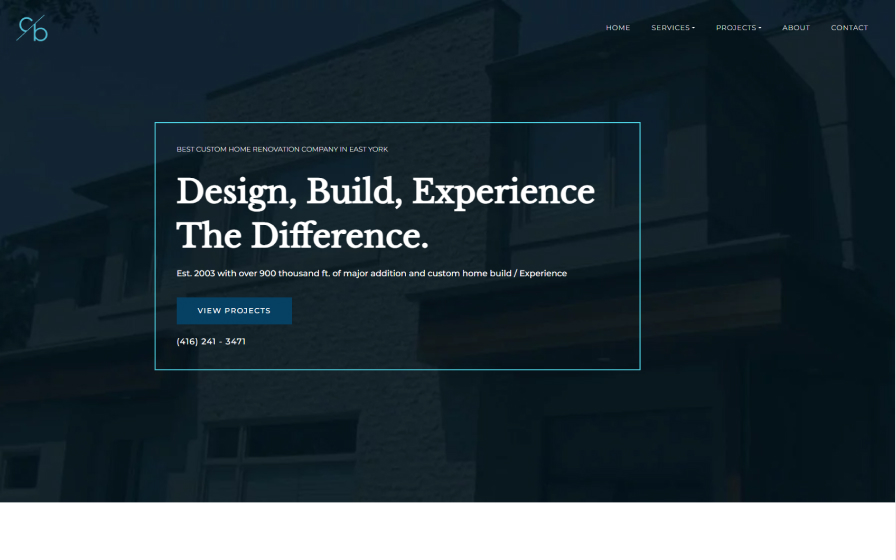 cb
HOME SERVICES PROJECTS ABOUT CONTACT
BEST CUSTOM HOME RENOVATION COMPANY IN EAST YORK
Design, Build, Experience
The Difference.
Est. 2003 with over 900 thousand ft. of major addition and custom home build / Experience
VIEW PROJECTS
(416) 241 - 3471